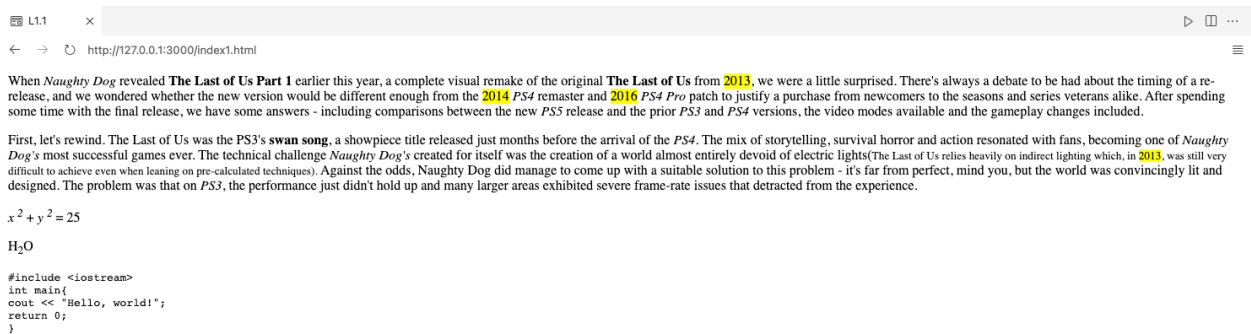 L1.1
http://127.0.0.1:3000/index1.html
When Naughty Dog revealed The Last of Us Part 1 earlier this year, a complete visual remake of the original The Last of Us from 2013, we were a little surprised. There's always a debate to be had about the timing of a re-
release, and we wondered whether the new version would be different enough from the 2014 PS4 remaster and 2016 PS4 Pro patch to justify a purchase from newcomers to the seasons and series veterans alike. After spending
some time with the final release, we have some answers - including comparisons between the new PS5 release and the prior PS3 and PS4 versions, the video modes available and the gameplay changes included.
First, let's rewind. The Last of Us was the PS3's swan song, a showpiece title released just months before the arrival of the PS4. The mix of storytelling, survival horror and action resonated with fans, becoming one of Naughty
Dog's most successful games ever. The technical challenge Naughty Dog's created for itself was the creation of a world almost entirely devoid of electric lights(The Last of Us relies heavily on indirect lighting which, in 2013, was still very
difficult to achieve even when leaning on pre-calculated techniques). Against the odds, Naughty Dog did manage to come up with a suitable solution to this problem - it's far from perfect, mind you, but the world was convincingly lit and
designed. The problem was that on PS3, the performance just didn't hold up and many larger areas exhibited severe frame-rate issues that detracted from the experience.
x² + y² = 25
H₂O
#include <iostream>
int main{
cout << "Hello, world!";
return 0;
}